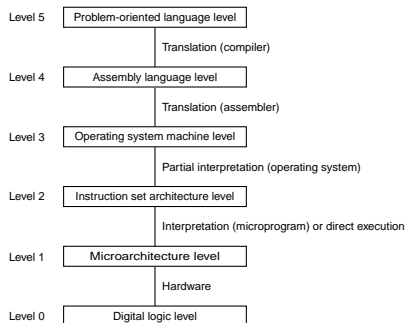 Level 5 Problem-oriented language level
Translation (compiler)
Level 4 Assembly language level
Translation (assembler)
Level 3 Operating system machine level
Partial interpretation (operating system)
Level 2 Instruction set architecture level
Interpretation (microprogram) or direct execution
Level 1 Microarchitecture level
Hardware
Level 0 Digital logic level